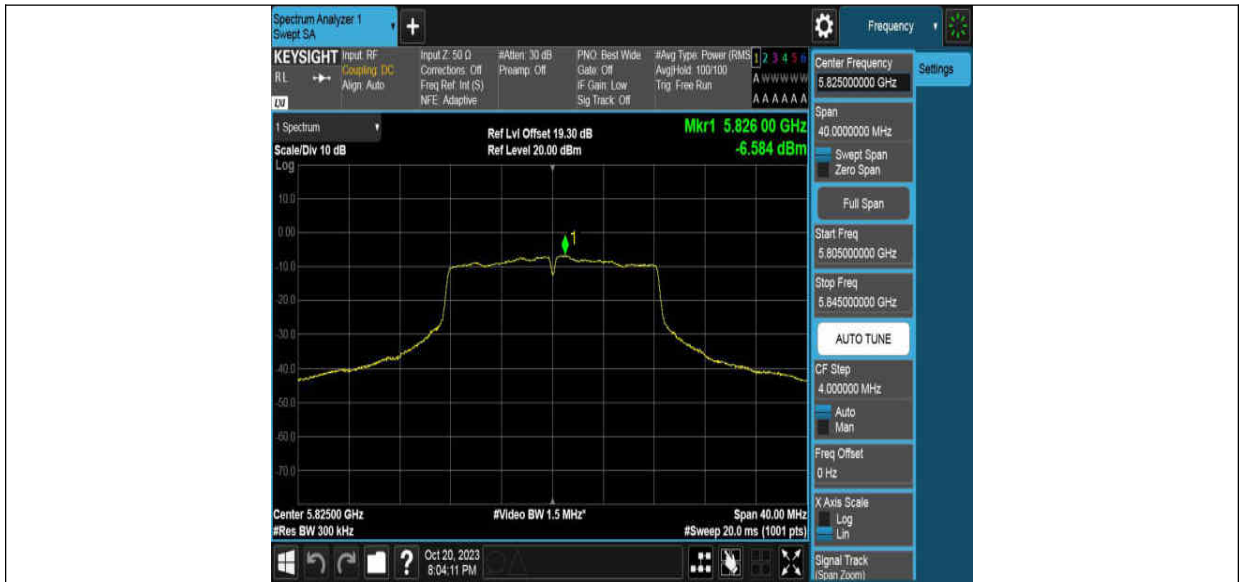 Spectrum Analyzer 1
Swept SA
+
Frequency
KEYSIGHT
RL
LXI
Input: RF
Coupling: DC
Align: Auto
Input Z: 50 Ω
Corrections: Off
Freq Ref: Int (S)
NFE: Adaptive
#Atten: 30 dB
Preamp: Off
PNO: Best Wide
Gate: Off
IF Gain: Low
Sig Track: Off
#Avg Type: Power (RMS
Avg|Hold: 100/100
Trig: Free Run
1 2 3 4 5 6
A W W W W W
A A A A A A
1 Spectrum
Scale/Div 10 dB
Ref Lvl Offset 19.30 dB
Ref Level 20.00 dBm
Mkr1 5.826 00 GHz
-6.584 dBm
Log
10.0
0.00
-10.0
-20.0
-30.0
-40.0
-50.0
-60.0
-70.0
1
Center 5.82500 GHz
#Res BW 300 kHz
#Video BW 1.5 MHz*
Span 40.00 MHz
#Sweep 20.0 ms (1001 pts)
Center Frequency
5.825000000 GHz
Settings
Span
40.0000000 MHz
Swept Span
Zero Span
Full Span
Start Freq
5.805000000 GHz
Stop Freq
5.845000000 GHz
AUTO TUNE
CF Step
4.000000 MHz
Auto
Man
Freq Offset
0 Hz
X Axis Scale
Log
Lin
Signal Track
(Span Zoom)
?
Oct 20, 2023
8:04:11 PM